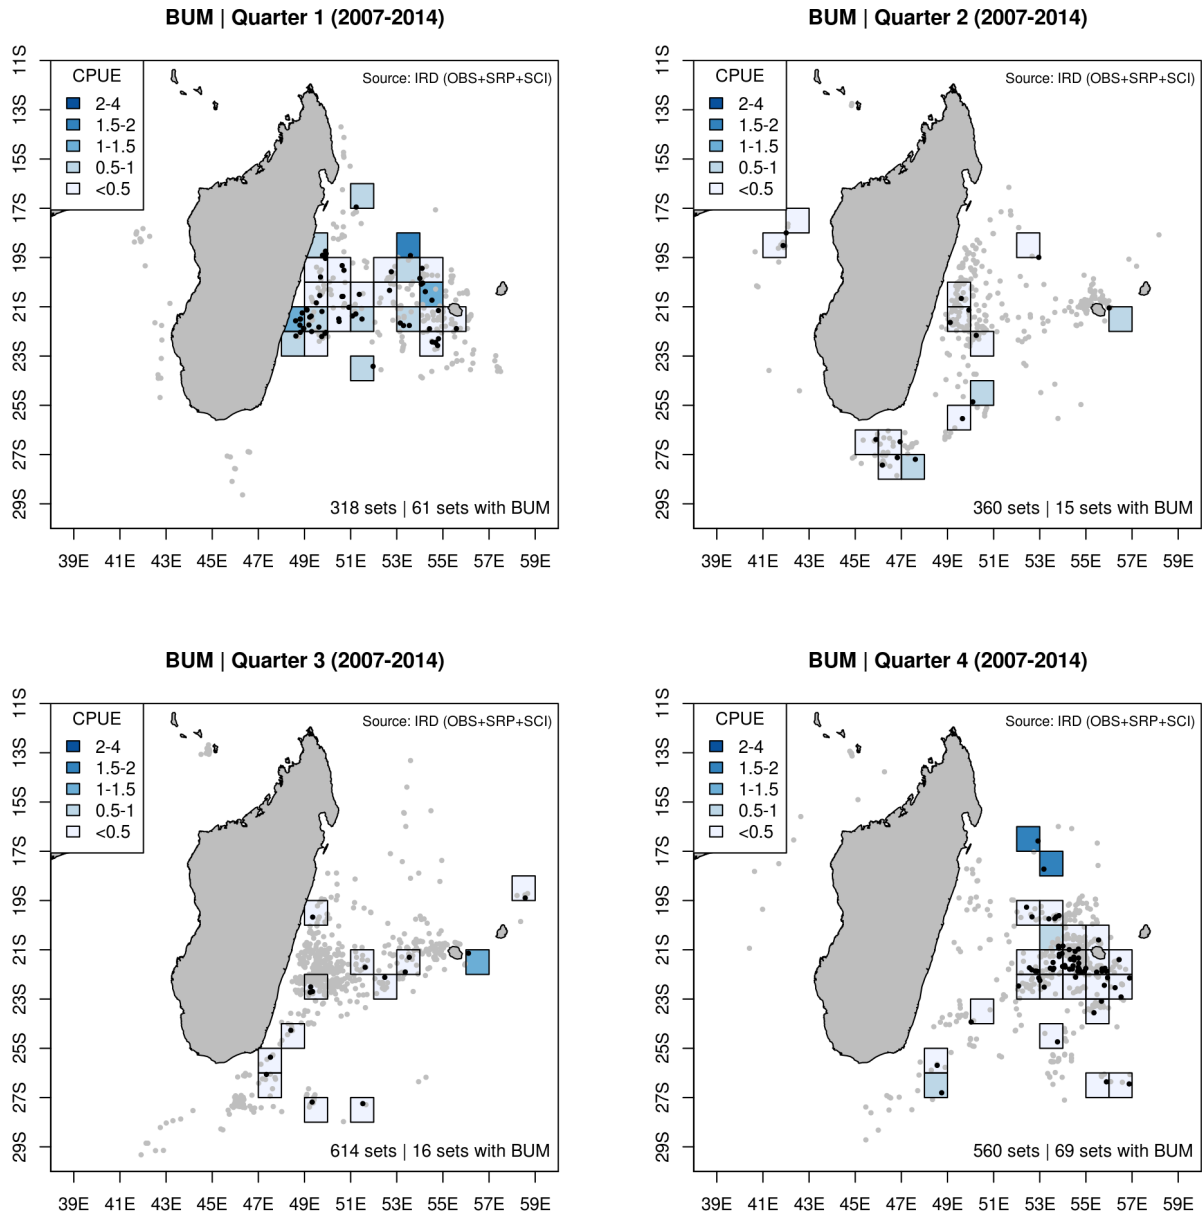 BUM | Quarter 1 (2007-2014)
11S
13S
15S
17S
19S
21S
23S
25S
27S
29S
CPUE
2-4
1.5-2
1-1.5
0.5-1
<0.5
Source: IRD (OBS+SRP+SCI)
318 sets | 61 sets with BUM
39E 41E 43E 45E 47E 49E 51E 53E 55E 57E 59E
BUM | Quarter 2 (2007-2014)
11S
13S
15S
17S
19S
21S
23S
25S
27S
29S
CPUE
2-4
1.5-2
1-1.5
0.5-1
<0.5
Source: IRD (OBS+SRP+SCI)
360 sets | 15 sets with BUM
39E 41E 43E 45E 47E 49E 51E 53E 55E 57E 59E
BUM | Quarter 3 (2007-2014)
11S
13S
15S
17S
19S
21S
23S
25S
27S
29S
CPUE
2-4
1.5-2
1-1.5
0.5-1
<0.5
Source: IRD (OBS+SRP+SCI)
614 sets | 16 sets with BUM
39E 41E 43E 45E 47E 49E 51E 53E 55E 57E 59E
BUM | Quarter 4 (2007-2014)
11S
13S
15S
17S
19S
21S
23S
25S
27S
29S
CPUE
2-4
1.5-2
1-1.5
0.5-1
<0.5
Source: IRD (OBS+SRP+SCI)
560 sets | 69 sets with BUM
39E 41E 43E 45E 47E 49E 51E 53E 55E 57E 59E